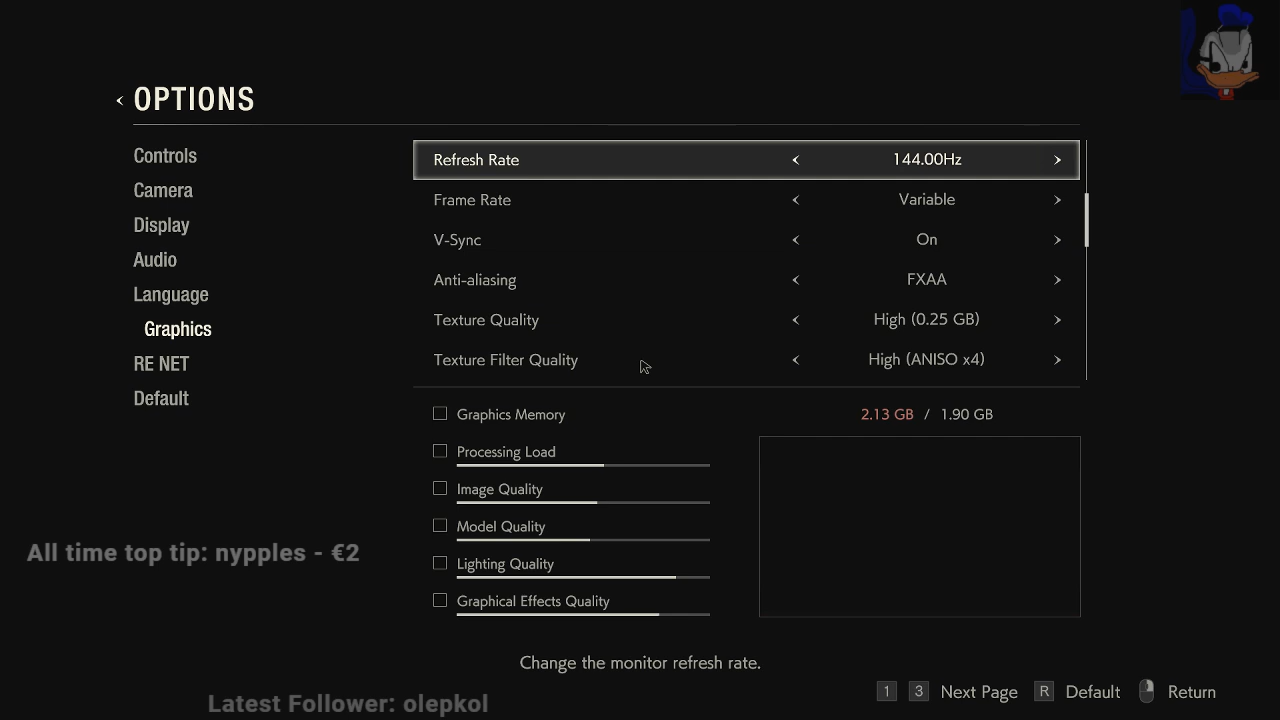 OPTIONS
Controls
Camera
Display
Audio
Language
Graphics
RE NET
Default
Refresh Rate 144.00Hz
Frame Rate Variable
V-Sync On
Anti-aliasing FXAA
Texture Quality High (0.25 GB)
Texture Filter Quality High (ANISO x4)
Graphics Memory 2.13 GB / 1.90 GB
Processing Load
Image Quality
Model Quality
Lighting Quality
Graphical Effects Quality
All time top tip: nypples - €2
Change the monitor refresh rate.
1 3 Next Page R Default Return
Latest Follower: olepkol